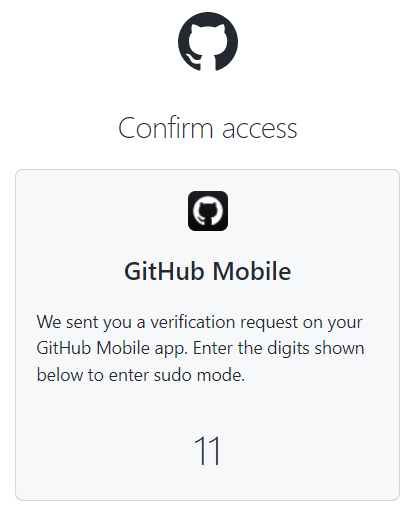 Confirm access
GitHub Mobile
We sent you a verification request on your
GitHub Mobile app. Enter the digits shown
below to enter sudo mode.
11